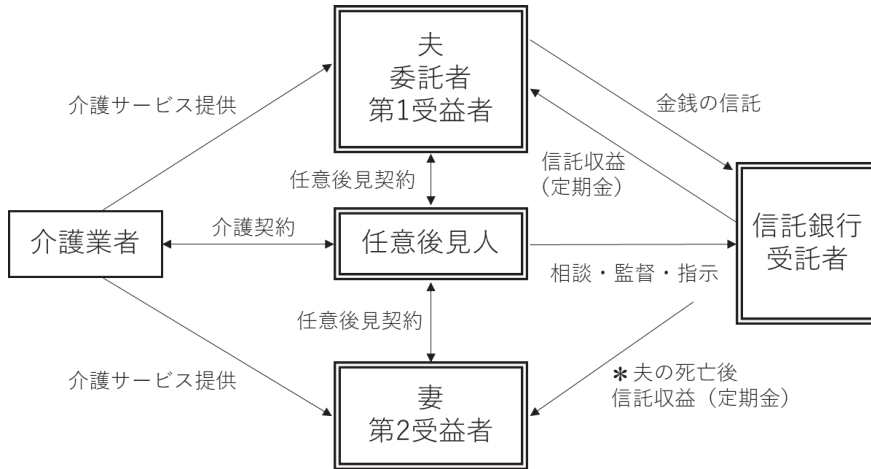 夫
委託者
第1受益者
介護サービス提供
金銭の信託
信託収益
(定期金)
任意後見契約
介護業者
介護契約
任意後見人
信託銀行
受託者
相談・監督・指示
任意後見契約
介護サービス提供
妻
第2受益者
＊夫の死亡後
信託収益（定期金）